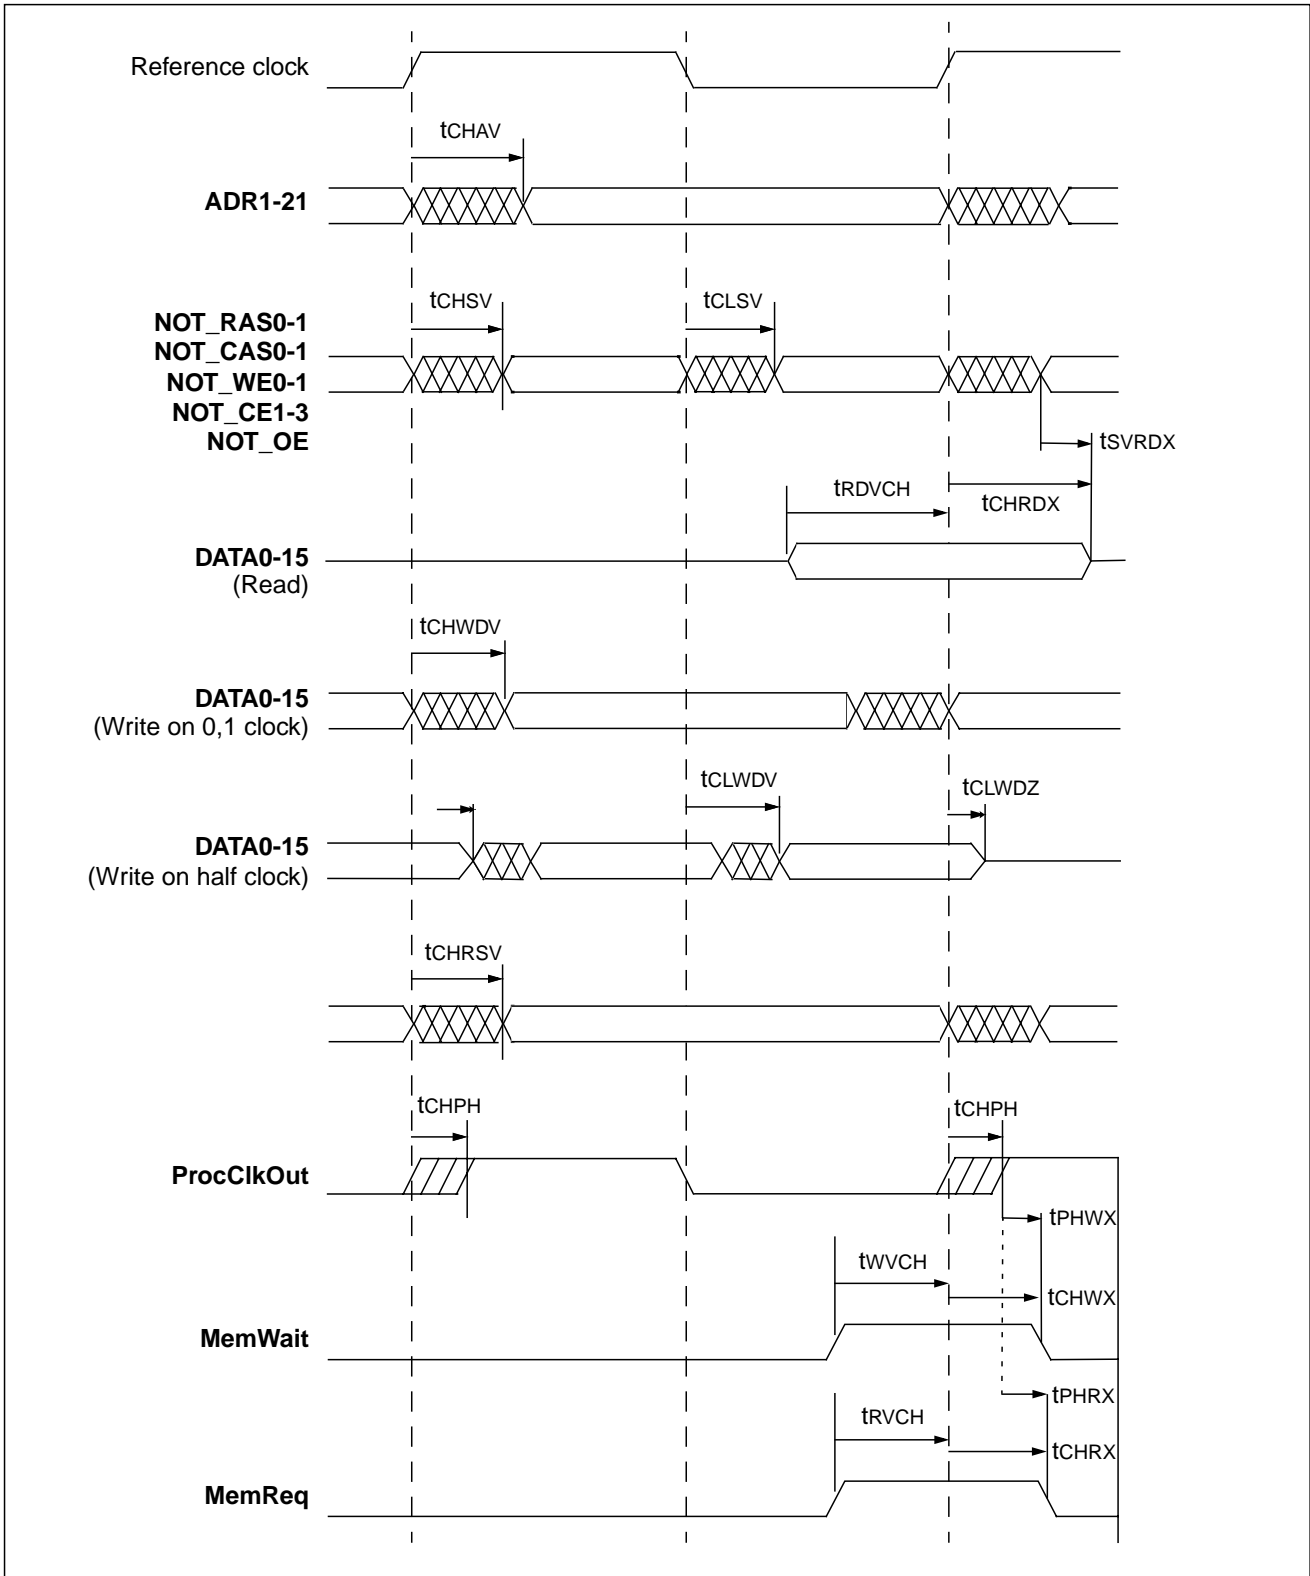 Reference clock
tCHAV
ADR1-21
tCHSV
tCLSV
NOT_RAS0-1
NOT_CAS0-1
NOT_WE0-1
NOT_CE1-3
NOT_OE
tSVRDX
tRDVCH
tCHRDX
DATA0-15
(Read)
tCHWDV
DATA0-15
(Write on 0,1 clock)
tCLWDV
tCLWDZ
DATA0-15
(Write on half clock)
tCHRSV
tCHPH
tCHPH
ProcClkOut
tPHWX
tWVCH
tCHWX
MemWait
tPHRX
tRVCH
tCHRX
MemReq